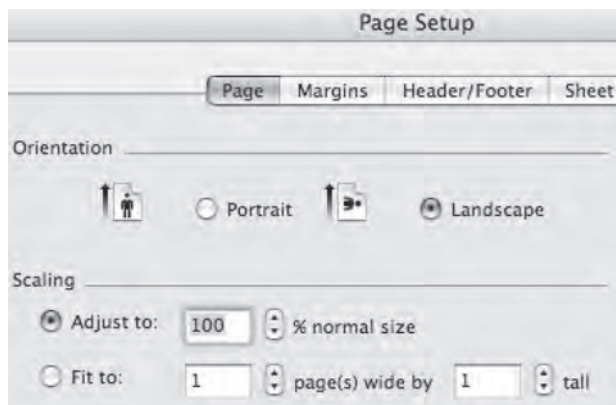 Page Setup
Page Margins Header/Footer Sheet
Orientation
Portrait Landscape
Scaling
Adjust to: 100 % normal size
Fit to: 1 page(s) wide by 1 tall